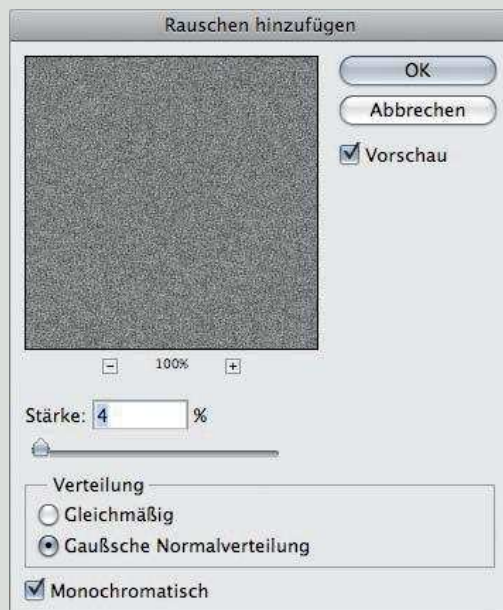 Rauschen hinzufügen
OK
Abbrechen
Vorschau
100%
Stärke: 4 %
Verteilung
Gleichmäßig
Gaußsche Normalverteilung
Monochromatisch